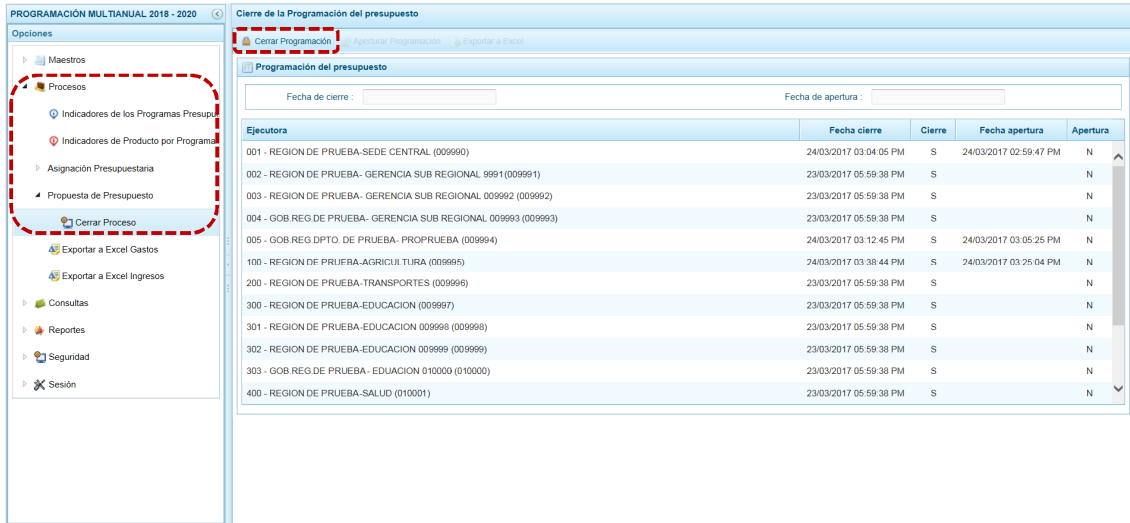 PROGRAMACIÓN MULTIANUAL 2018 - 2020
Opciones
Maestros
Procesos
Indicadores de los Programas Presupu
Indicadores de Producto por Programa
Asignación Presupuestaria
Propuesta de Presupuesto
Cerrar Proceso
Exportar a Excel Gastos
Exportar a Excel Ingresos
Consultas
Reportes
Seguridad
Sesión
Cierre de la Programación del presupuesto
Cerrar Programación Aperturar Programación Exportar a Excel
Programación del presupuesto
Fecha de cierre : Fecha de apertura :
Ejecutora Fecha cierre Cierre Fecha apertura Apertura
001 - REGION DE PRUEBA-SEDE CENTRAL (009990) 24/03/2017 03:04:05 PM S 24/03/2017 02:59:47 PM N
002 - REGION DE PRUEBA- GERENCIA SUB REGIONAL 9991(009991) 23/03/2017 05:59:38 PM S N
003 - REGION DE PRUEBA- GERENCIA SUB REGIONAL 009992 (009992) 23/03/2017 05:59:38 PM S N
004 - GOB.REG.DE PRUEBA- GERENCIA SUB REGIONAL 009993 (009993) 23/03/2017 05:59:38 PM S N
005 - GOB.REG.DPTO. DE PRUEBA- PROPRUEBA (009994) 24/03/2017 03:12:45 PM S 24/03/2017 03:05:25 PM N
100 - REGION DE PRUEBA-AGRICULTURA (009995) 24/03/2017 03:38:44 PM S 24/03/2017 03:25:04 PM N
200 - REGION DE PRUEBA-TRANSPORTES (009996) 23/03/2017 05:59:38 PM S N
300 - REGION DE PRUEBA-EDUCACION (009997) 23/03/2017 05:59:38 PM S N
301 - REGION DE PRUEBA-EDUCACION 009998 (009998) 23/03/2017 05:59:38 PM S N
302 - REGION DE PRUEBA-EDUCACION 009999 (009999) 23/03/2017 05:59:38 PM S N
303 - GOB.REG.DE PRUEBA - EDUACION 010000 (010000) 23/03/2017 05:59:38 PM S N
400 - REGION DE PRUEBA-SALUD (010001) 23/03/2017 05:59:38 PM S N